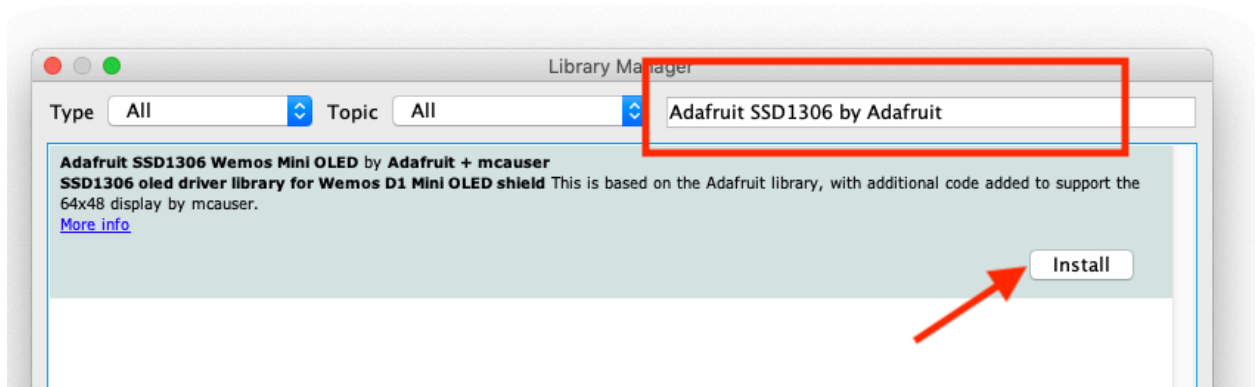 Library Manager
Type All Topic All Adafruit SSD1306 by Adafruit
Adafruit SSD1306 Wemos Mini OLED by Adafruit + mcauser
SSD1306 oled driver library for Wemos D1 Mini OLED shield This is based on the Adafruit library, with additional code added to support the
64x48 display by mcauser.
More info
Install